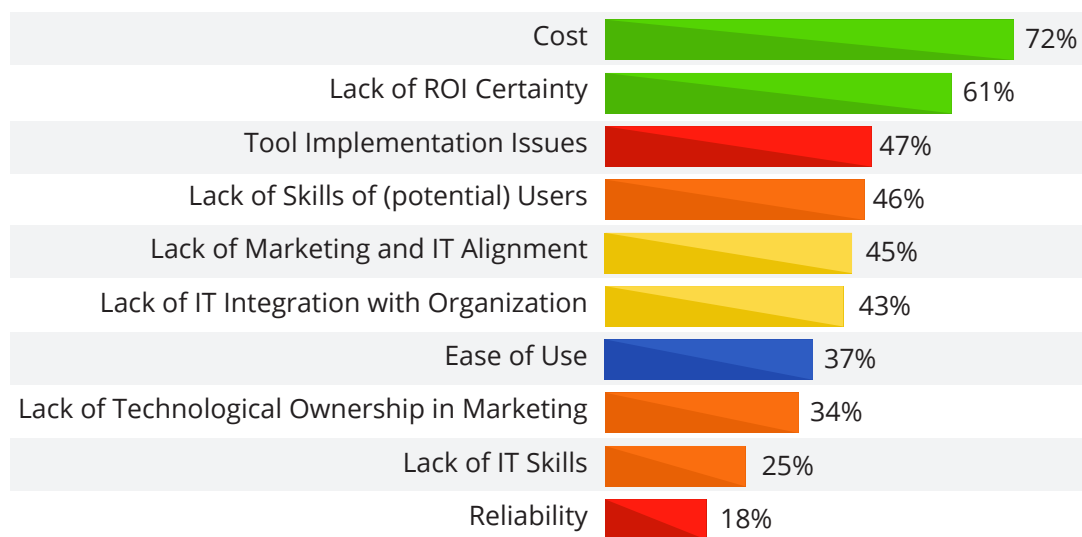 Cost 72%
Lack of ROI Certainty 61%
Tool Implementation Issues 47%
Lack of Skills of (potential) Users 46%
Lack of Marketing and IT Alignment 45%
Lack of IT Integration with Organization 43%
Ease of Use 37%
Lack of Technological Ownership in Marketing 34%
Lack of IT Skills 25%
Reliability 18%